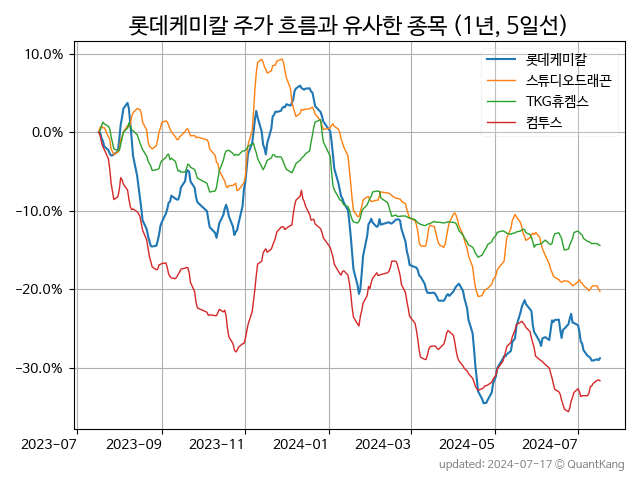 롯데케미칼 주가 흐름과 유사한 종목 (1년, 5일선)
롯데케미칼
스튜디오드래곤
TKG휴켐스
컴투스
10.0%
0.0%
−10.0%
−20.0%
−30.0%
2023-07 2023-09 2023-11 2024-01 2024-03 2024-05 2024-07
updated: 2024-07-17 © QuantKang